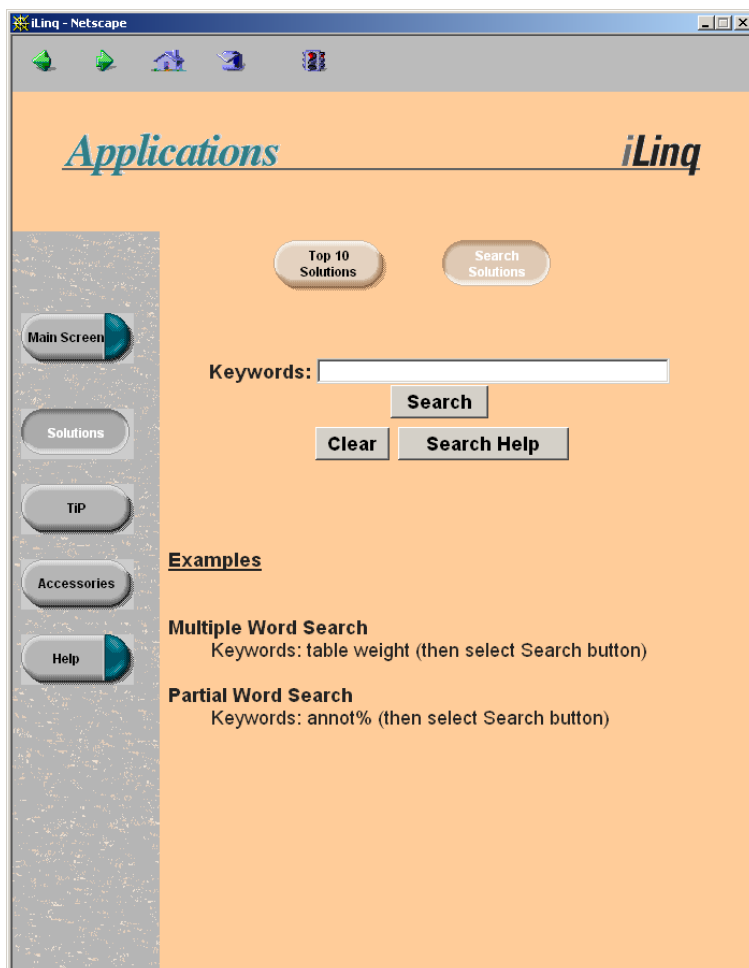 iLinq - Netscape
Applications
iLinq
Top 10
Solutions
Search
Solutions
Main Screen
Solutions
TiP
Accessories
Help
Keywords:
Search
Clear
Search Help
Examples
Multiple Word Search
Keywords: table weight (then select Search button)
Partial Word Search
Keywords: annot% (then select Search button)